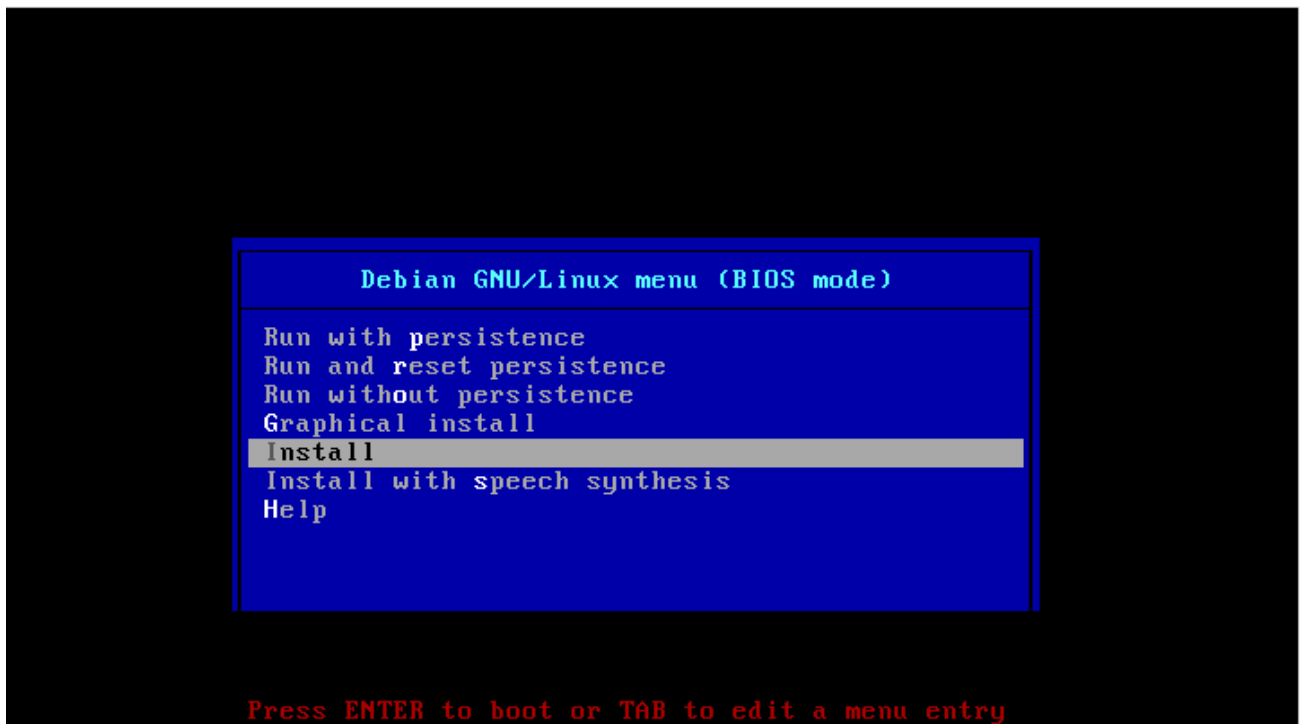 Debian GNU/Linux menu (BIOS mode)
Run with persistence
Run and reset persistence
Run without persistence
Graphical install
Install
Install with speech synthesis
Help
Press ENTER to boot or TAB to edit a menu entry